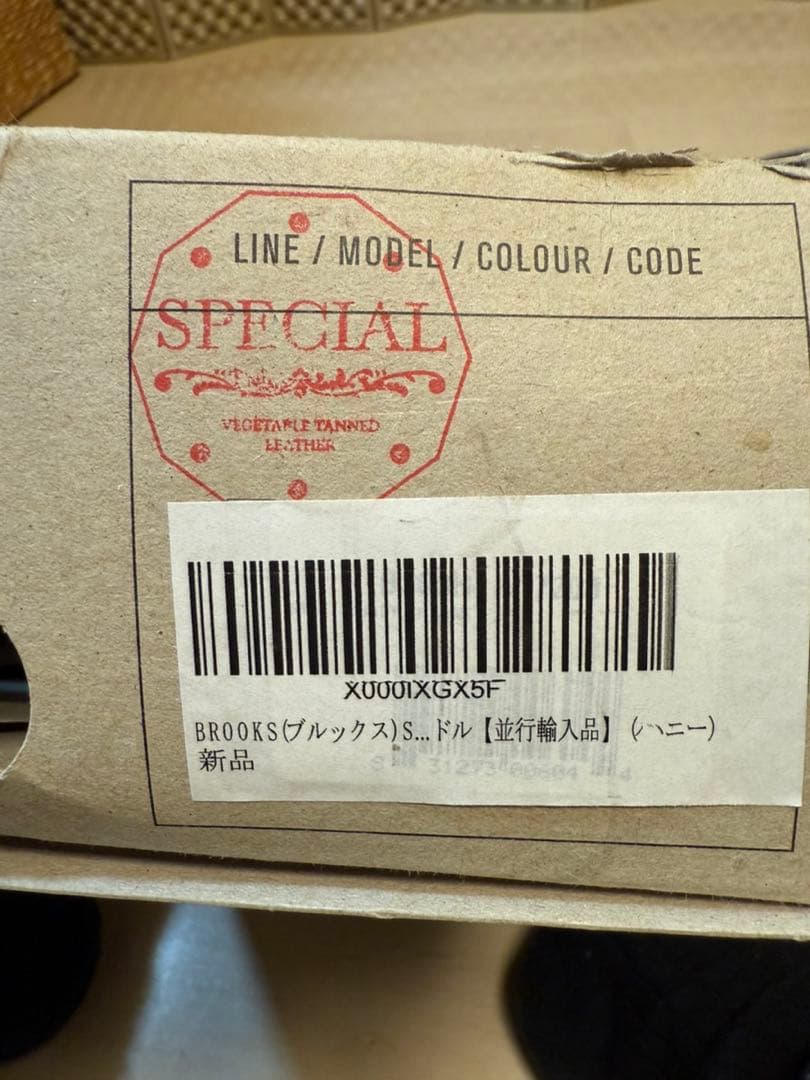 LINE / MODEL / COLOUR / CODE
SPECIAL
VEGETABLE TANNED
LEATHER
X000IXGX5F
BROOKS(ブルックス)S...ドル【並行輸入品】 (ハニー)
新品